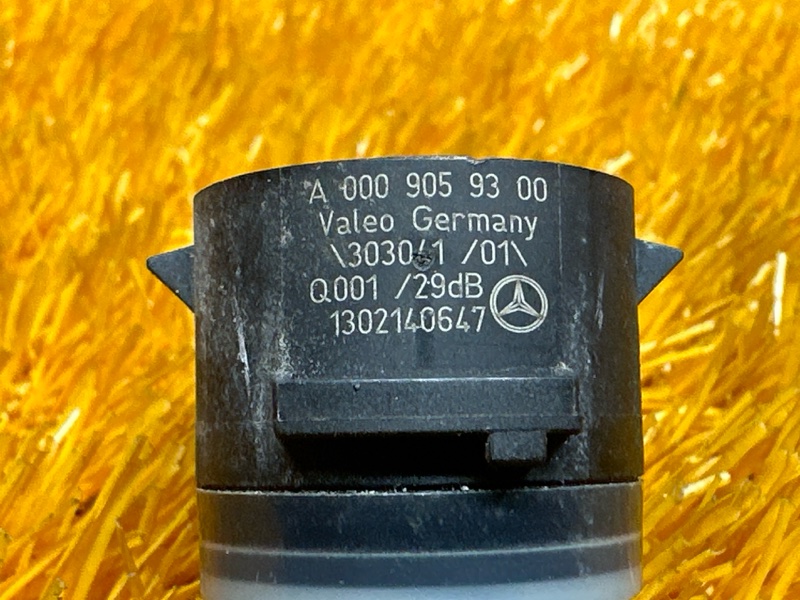 A 000 905 93 00
Valeo Germany
\303041 /01\
Q001 /29dB
1302140647